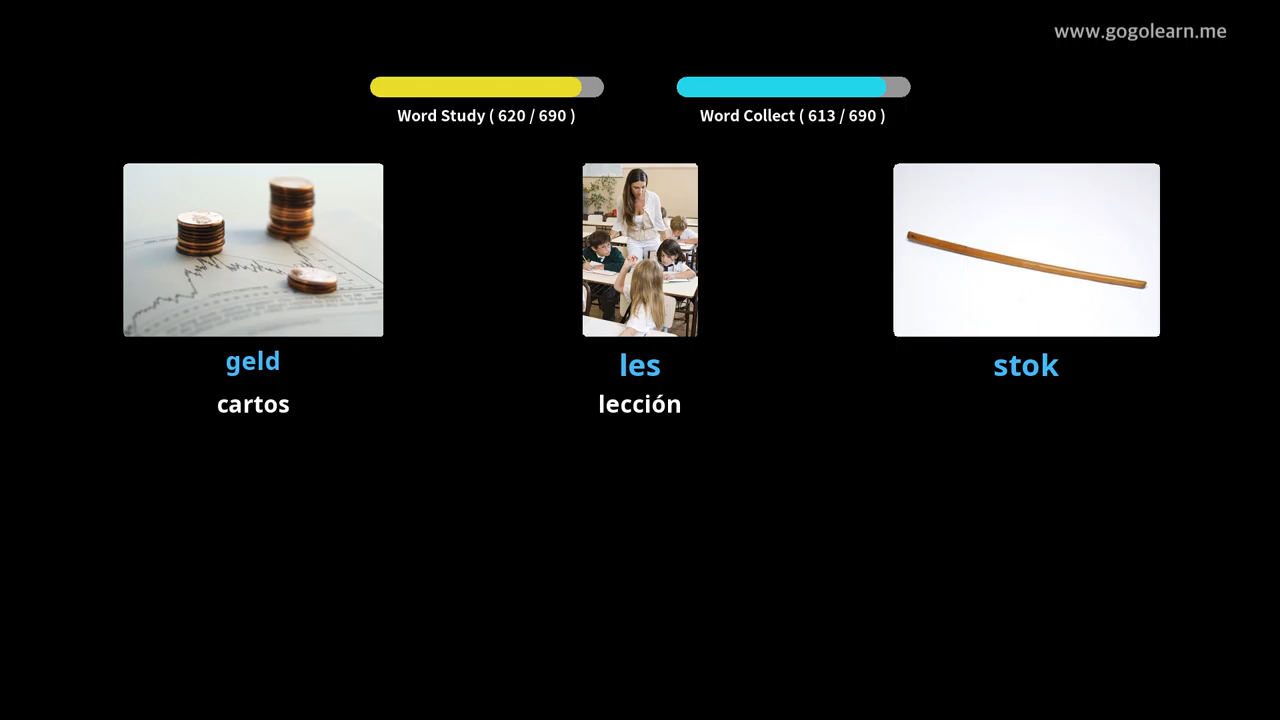 www.gogolearn.me
Word Study ( 620 / 690 )
Word Collect ( 613 / 690 )
geld
les
stok
cartos
lección